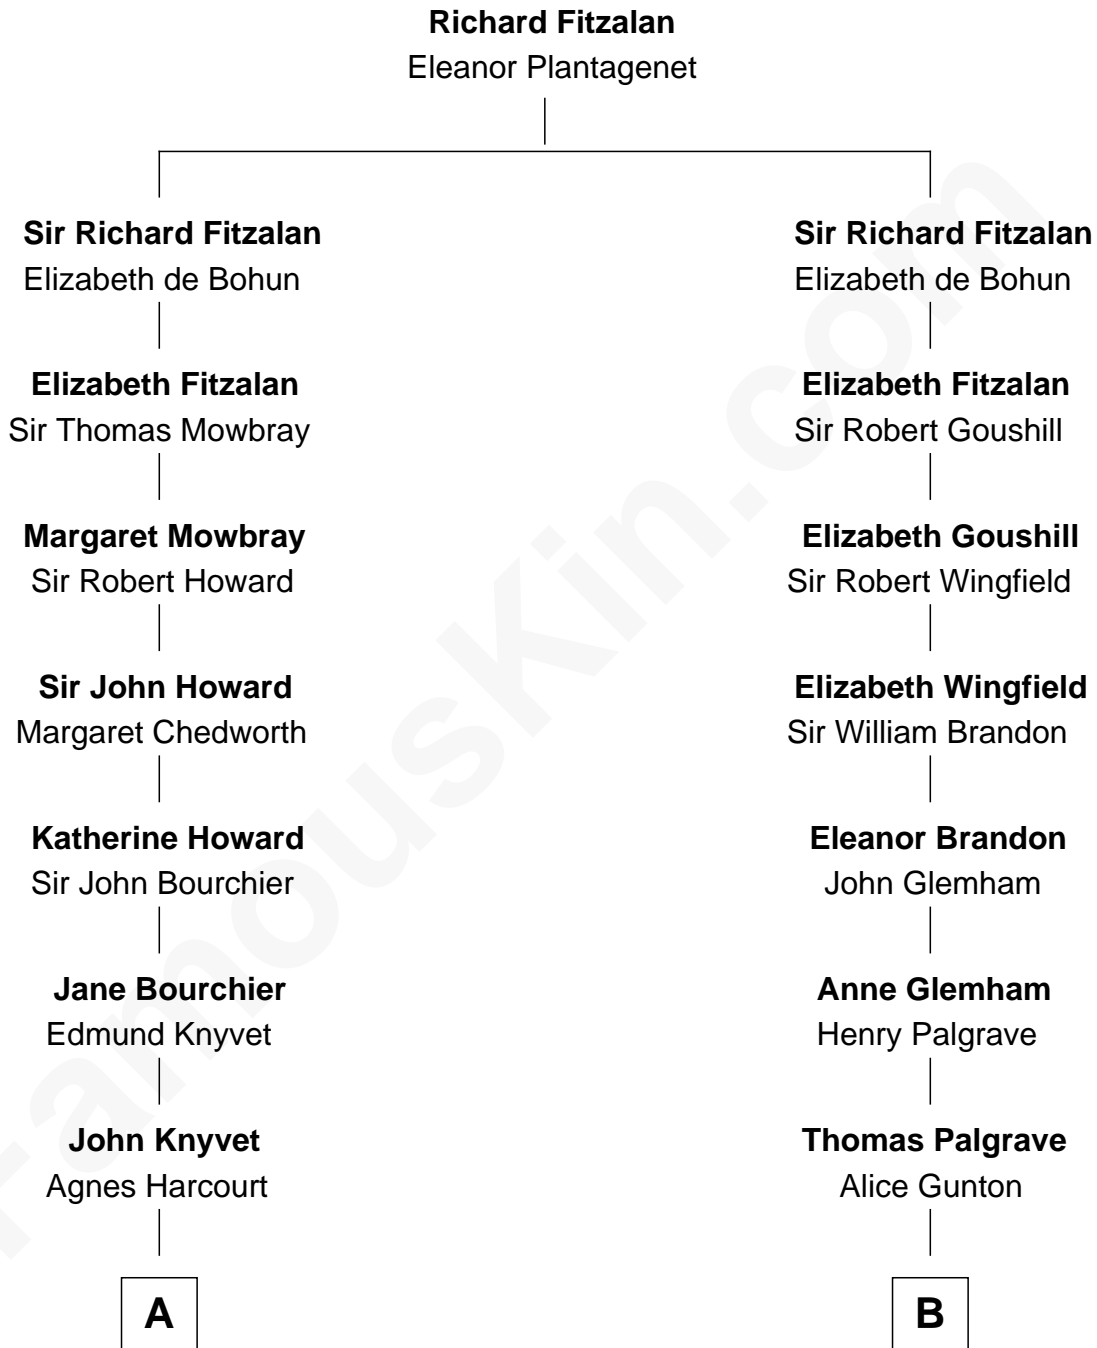 Richard Fitzalan
Eleanor Plantagenet
Sir Richard Fitzalan
Elizabeth de Bohun
Elizabeth Fitzalan
Sir Thomas Mowbray
Margaret Mowbray
Sir Robert Howard
Sir John Howard
Margaret Chedworth
Katherine Howard
Sir John Bourchier
Jane Bourchier
Edmund Knyvet
John Knyvet
Agnes Harcourt
A
Sir Richard Fitzalan
Elizabeth de Bohun
Elizabeth Fitzalan
Sir Robert Goushill
Elizabeth Goushill
Sir Robert Wingfield
Elizabeth Wingfield
Sir William Brandon
Eleanor Brandon
John Glemham
Anne Glemham
Henry Palgrave
Thomas Palgrave
Alice Gunton
B
FamousKin.com